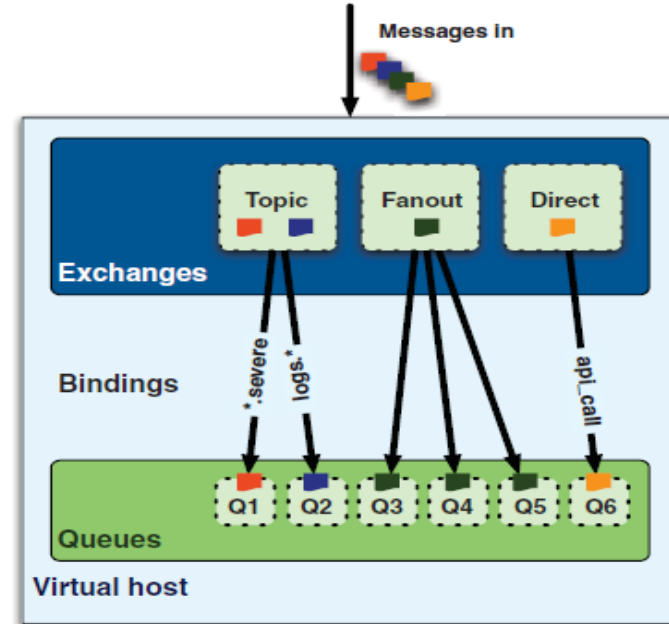 Messages in
Topic
Fanout
Direct
Exchanges
Bindings
*.severe
logs.*
api_call
Q1
Q2
Q3
Q4
Q5
Q6
Queues
Virtual host